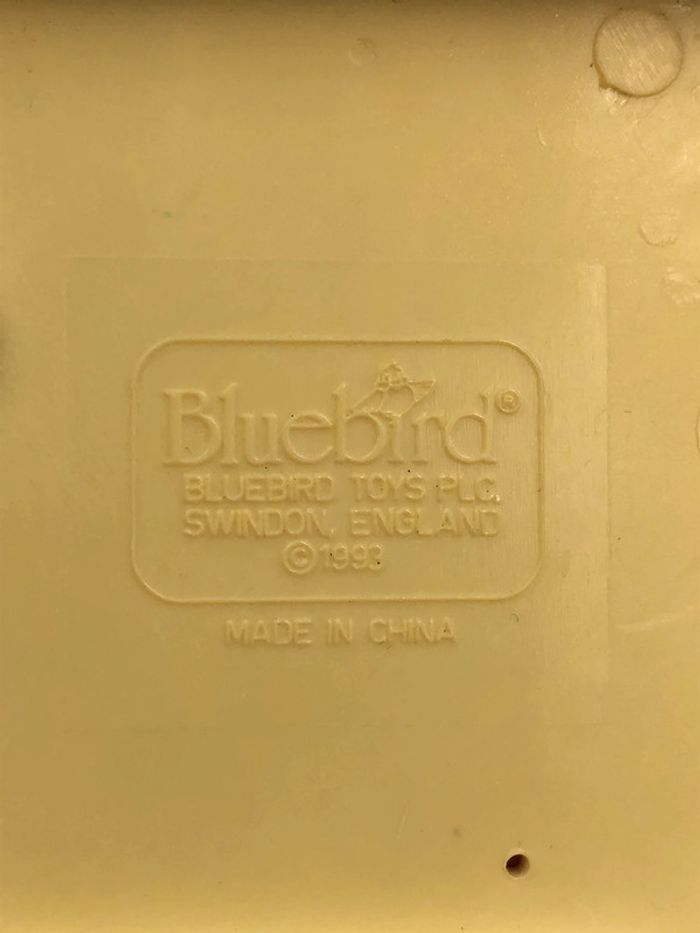 Bluebird®
BLUEBIRD TOYS PLC.
SWINDON, ENGLAND
©1993
MADE IN CHINA